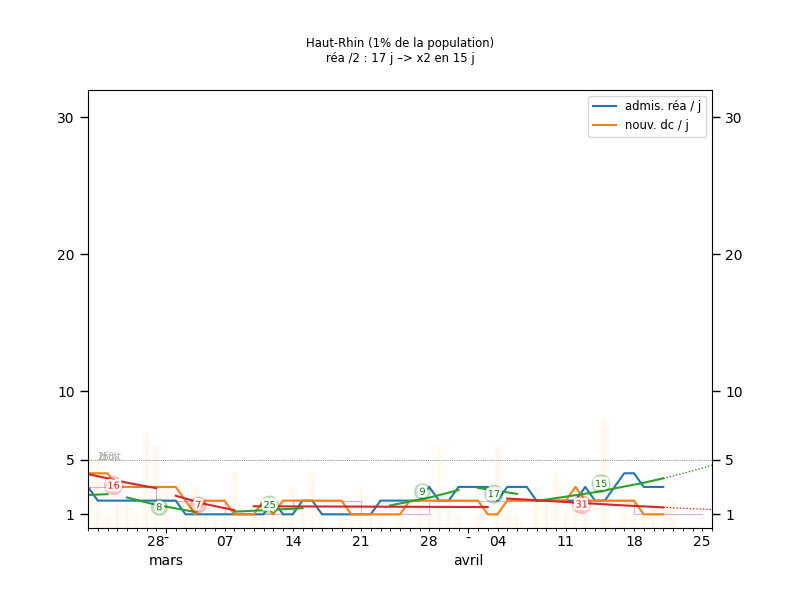 Haut-Rhin (1% de la population)
réa /2 : 17 j –> x2 en 15 j
admis. réa / j
nouv. dc / j
30 30
20 20
10 10
5 5
1 1
16 8 7 25 9 17 15 31
28 07 14 21 28 - 04 11 18 25
mars avril